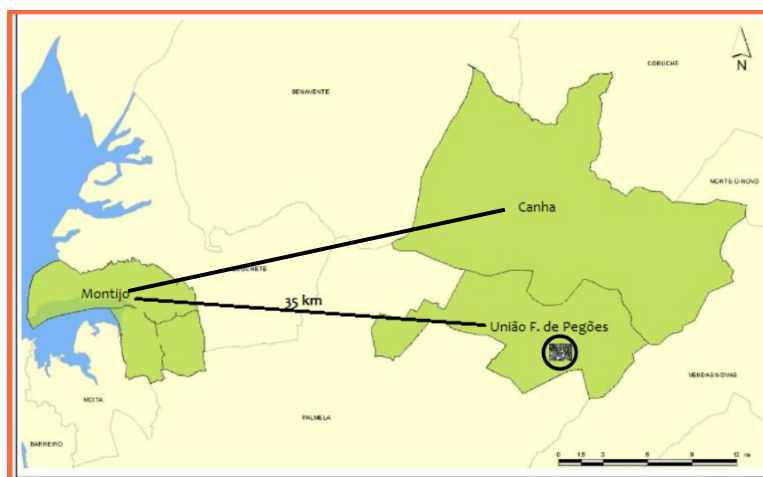 CORUCHE
N
BENAVENTE
MONTE-O-NOVO
Canha
Montijo
35 km
União F. de Pegões
VENDAS NOVAS
MOITA
PALMELA
BARREIRO
0 1,5 3 6 9 12